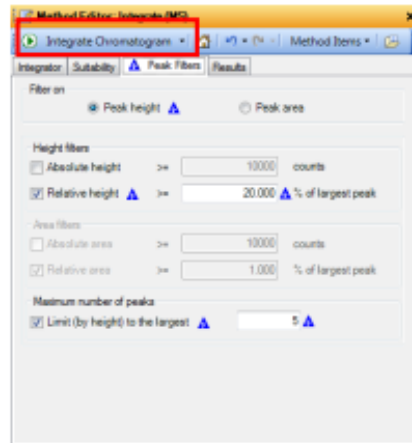 Method Editor: Integrate (MS)
Integrate Chromatogram Method Items
Integrator Suitability Peak Filters Results
Filter on
Peak height Peak area
Height filters
Absolute height >= 10000 counts
Relative height >= 20.000 % of largest peak
Area filters
Absolute area >= 10000 counts
Relative area >= 1.000 % of largest peak
Maximum number of peaks
Limit (by height) to the largest 5